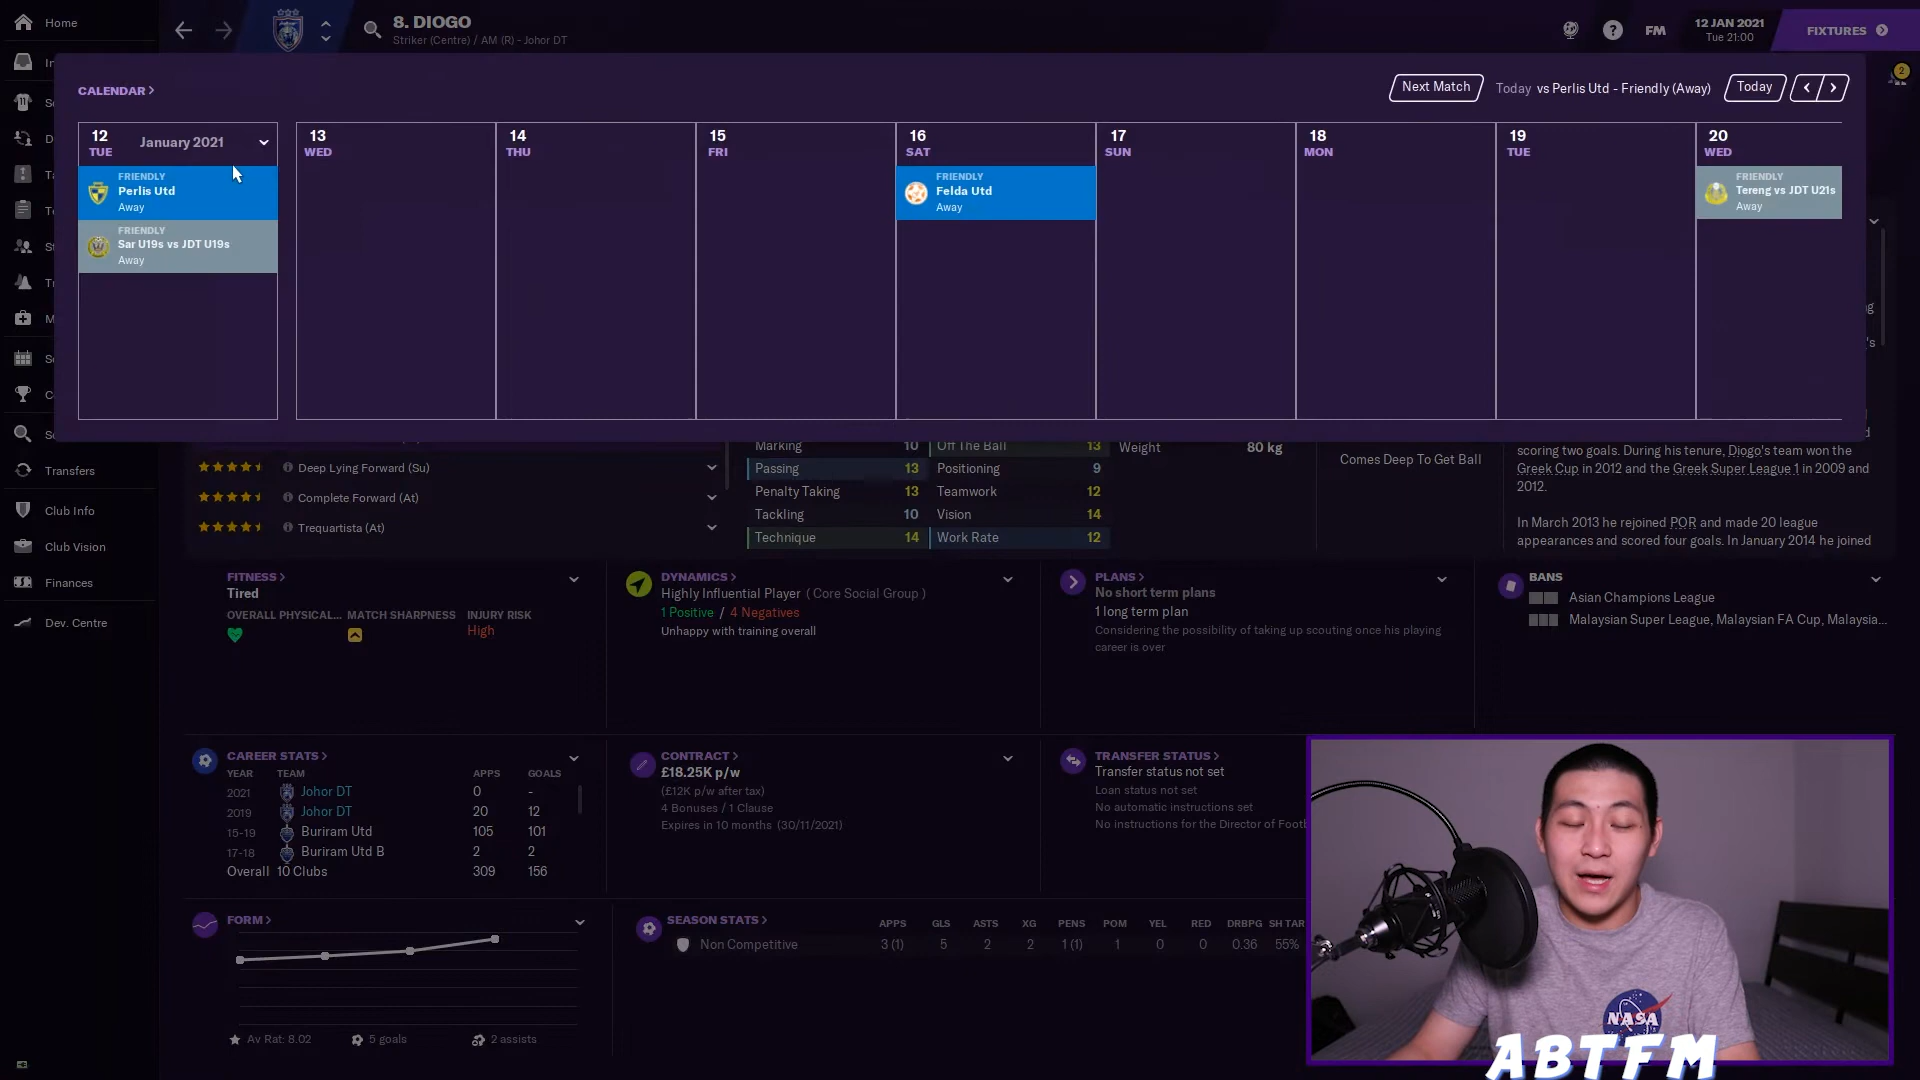 Home
8. DIOGO
Striker (Centre) / AM (R) - Johor DT
FM
12 JAN 2021
Tue 21:00
FIXTURES
2
CALENDAR
Next Match
Today vs Perlis Utd - Friendly (Away)
Today
12
TUE
January 2021
13
WED
14
THU
15
FRI
16
SAT
17
SUN
18
MON
19
TUE
20
WED
FRIENDLY
Perlis Utd
Away
FRIENDLY
Sar U19s vs JDT U19s
Away
FRIENDLY
Felda Utd
Away
FRIENDLY
Tereng vs JDT U21s
Away
Transfers
Club Info
Club Vision
Finances
Dev. Centre
Deep Lying Forward (Su)
Complete Forward (At)
Trequartista (At)
Marking 10
Passing 13
Penalty Taking 13
Tackling 10
Technique 14
Off The Ball 13
Positioning 9
Teamwork 12
Vision 14
Work Rate 12
Weight 80 kg
Comes Deep To Get Ball
scoring two goals. During his tenure, Diogo's team won the
Greek Cup in 2012 and the Greek Super League 1 in 2009 and
2012.
In March 2013 he rejoined POR and made 20 league
appearances and scored four goals. In January 2014 he joined
FITNESS
Tired
OVERALL PHYSICAL... MATCH SHARPNESS INJURY RISK
High
DYNAMICS
Highly Influential Player ( Core Social Group )
1 Positive / 4 Negatives
Unhappy with training overall
PLANS
No short term plans
1 long term plan
Considering the possibility of taking up scouting once his playing
career is over
BANS
Asian Champions League
Malaysian Super League, Malaysian FA Cup, Malaysia...
CAREER STATS
YEAR TEAM APPS GOALS
2021 Johor DT 0 -
2019 Johor DT 20 12
15-19 Buriram Utd 105 101
17-18 Buriram Utd B 2 2
Overall 10 Clubs 309 156
CONTRACT
£18.25K p/w
(£12K p/w after tax)
4 Bonuses / 1 Clause
Expires in 10 months (30/11/2021)
TRANSFER STATUS
Transfer status not set
Loan status not set
No automatic instructions set
No instructions for the Director of Footb
FORM
Av Rat: 8.02
5 goals
2 assists
SEASON STATS
APPS GLS ASTS XG PENS POM YEL RED DRBPG SH TAR
Non Competitive 3 (1) 5 2 2 1 (1) 1 0 0 0.36 55%
NASA
ABTFM